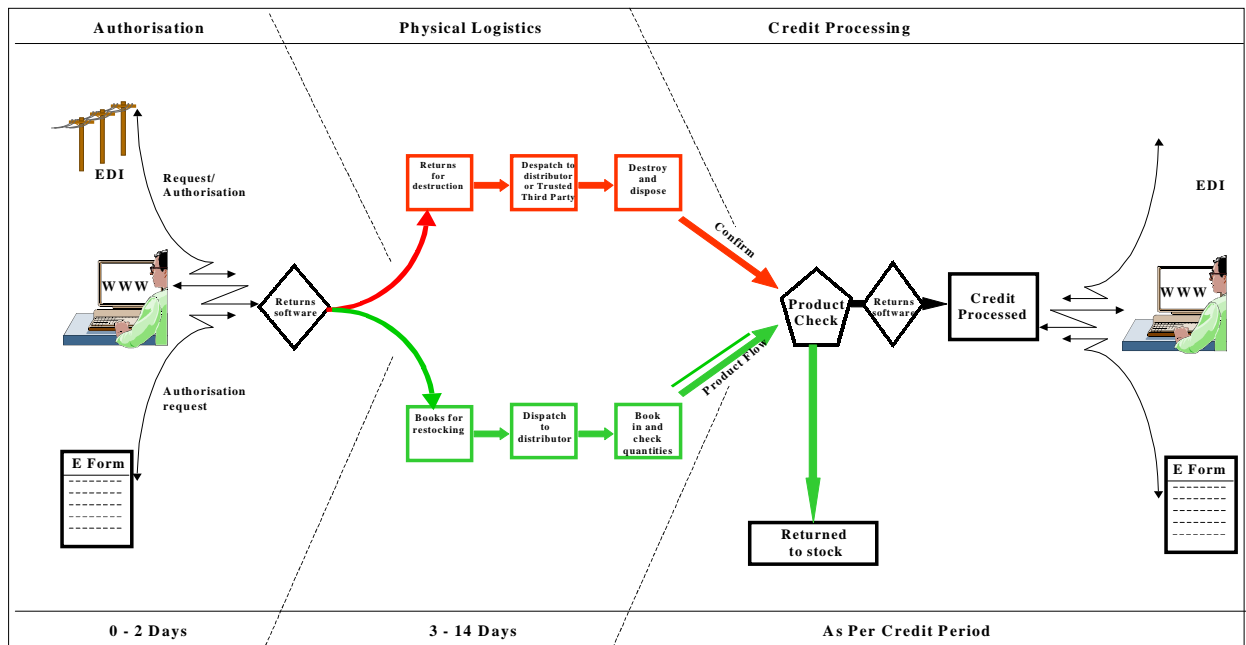 Authorisation
Physical Logistics
Credit Processing
EDI
Request/
Authorisation
WWW
Returns
software
Authorisation
request
E Form
Returns
for
destruction
Despatch to
distributor
or Trusted
Third Party
Destroy
and
dispose
Confirm
Books for
restocking
Dispatch
to
distributor
Book
in and
check
quantities
Product Flow
Product
Check
Returns
software
Credit
Processed
Returned
to stock
EDI
WWW
E Form
0 - 2 Days
3 - 14 Days
As Per Credit Period